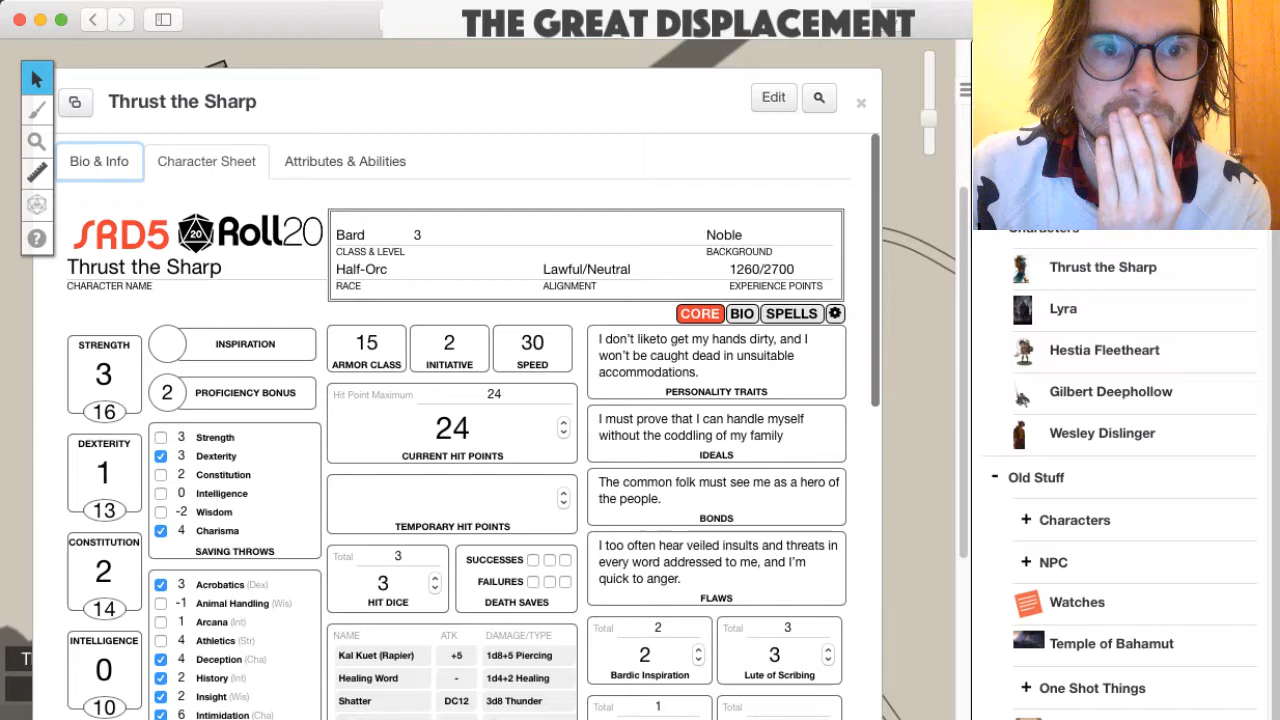 THE GREAT DISPLACEMENT
Thrust the Sharp
Edit
Bio & Info
Character Sheet
Attributes & Abilities
SRD5 20 Roll20
Thrust the Sharp
CHARACTER NAME
Bard 3 Noble
CLASS & LEVEL BACKGROUND
Half-Orc Lawful/Neutral 1260/2700
RACE ALIGNMENT EXPERIENCE POINTS
CORE BIO SPELLS
STRENGTH
3
16
DEXTERITY
1
13
CONSTITUTION
2
14
INTELLIGENCE
0
10
INSPIRATION
2 PROFICIENCY BONUS
3 Strength
3 Dexterity
2 Constitution
0 Intelligence
-2 Wisdom
4 Charisma
SAVING THROWS
3 Acrobatics (Dex)
-1 Animal Handling (Wis)
1 Arcana (Int)
4 Athletics (Str)
4 Deception (Cha)
2 History (Int)
2 Insight (Wis)
6 Intimidation (Cha)
15
ARMOR CLASS
2
INITIATIVE
30
SPEED
Hit Point Maximum 24
24
CURRENT HIT POINTS
TEMPORARY HIT POINTS
Total 3
3
HIT DICE
SUCCESSES
FAILURES
DEATH SAVES
NAME ATK DAMAGE/TYPE
Kal Kuet (Rapier) +5 1d8+5 Piercing
Healing Word - 1d4+2 Healing
Shatter DC12 3d8 Thunder
I don't liketo get my hands dirty, and I
won't be caught dead in unsuitable
accommodations.
PERSONALITY TRAITS
I must prove that I can handle myself
without the coddling of my family
IDEALS
The common folk must see me as a hero of
the people.
BONDS
I too often hear veiled insults and threats in
every word addressed to me, and I'm
quick to anger.
FLAWS
Total 2
2
Bardic Inspiration
Total 3
3
Lute of Scribing
Total 1
Total
Characters
Thrust the Sharp
Lyra
Hestia Fleetheart
Gilbert Deephollow
Wesley Dislinger
- Old Stuff
+ Characters
+ NPC
Watches
Temple of Bahamut
+ One Shot Things